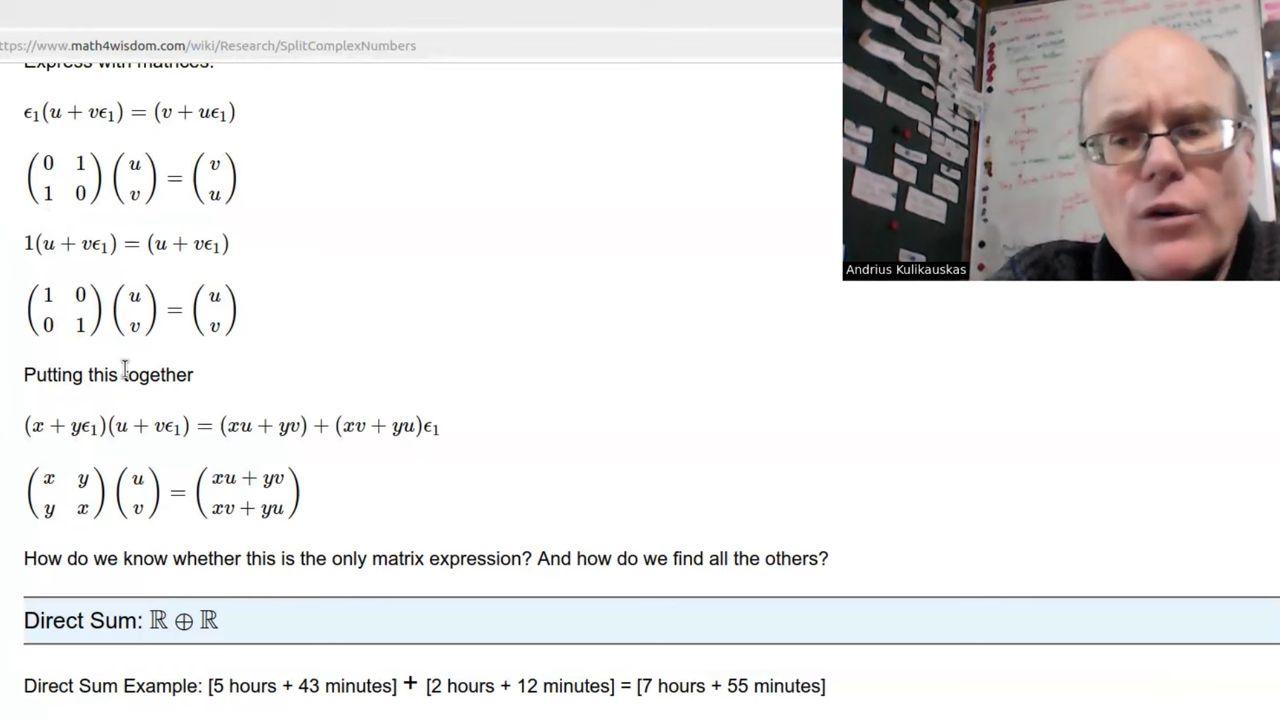 ttps://www.math4wisdom.com/wiki/Research/SplitComplexNumbers
Express with matrices:
ϵ₁(u + vϵ₁) = (v + uϵ₁)
(0 1; 1 0) (u; v) = (v; u)
1(u + vϵ₁) = (u + vϵ₁)
(1 0; 0 1) (u; v) = (u; v)
Putting this together
(x + yϵ₁)(u + vϵ₁) = (xu + yv) + (xv + yu)ϵ₁
(x y; y x) (u; v) = (xu + yv; xv + yu)
How do we know whether this is the only matrix expression? And how do we find all the others?
Direct Sum: ℝ ⊕ ℝ
Direct Sum Example: [5 hours + 43 minutes] + [2 hours + 12 minutes] = [7 hours + 55 minutes]
Andrius Kulikauskas